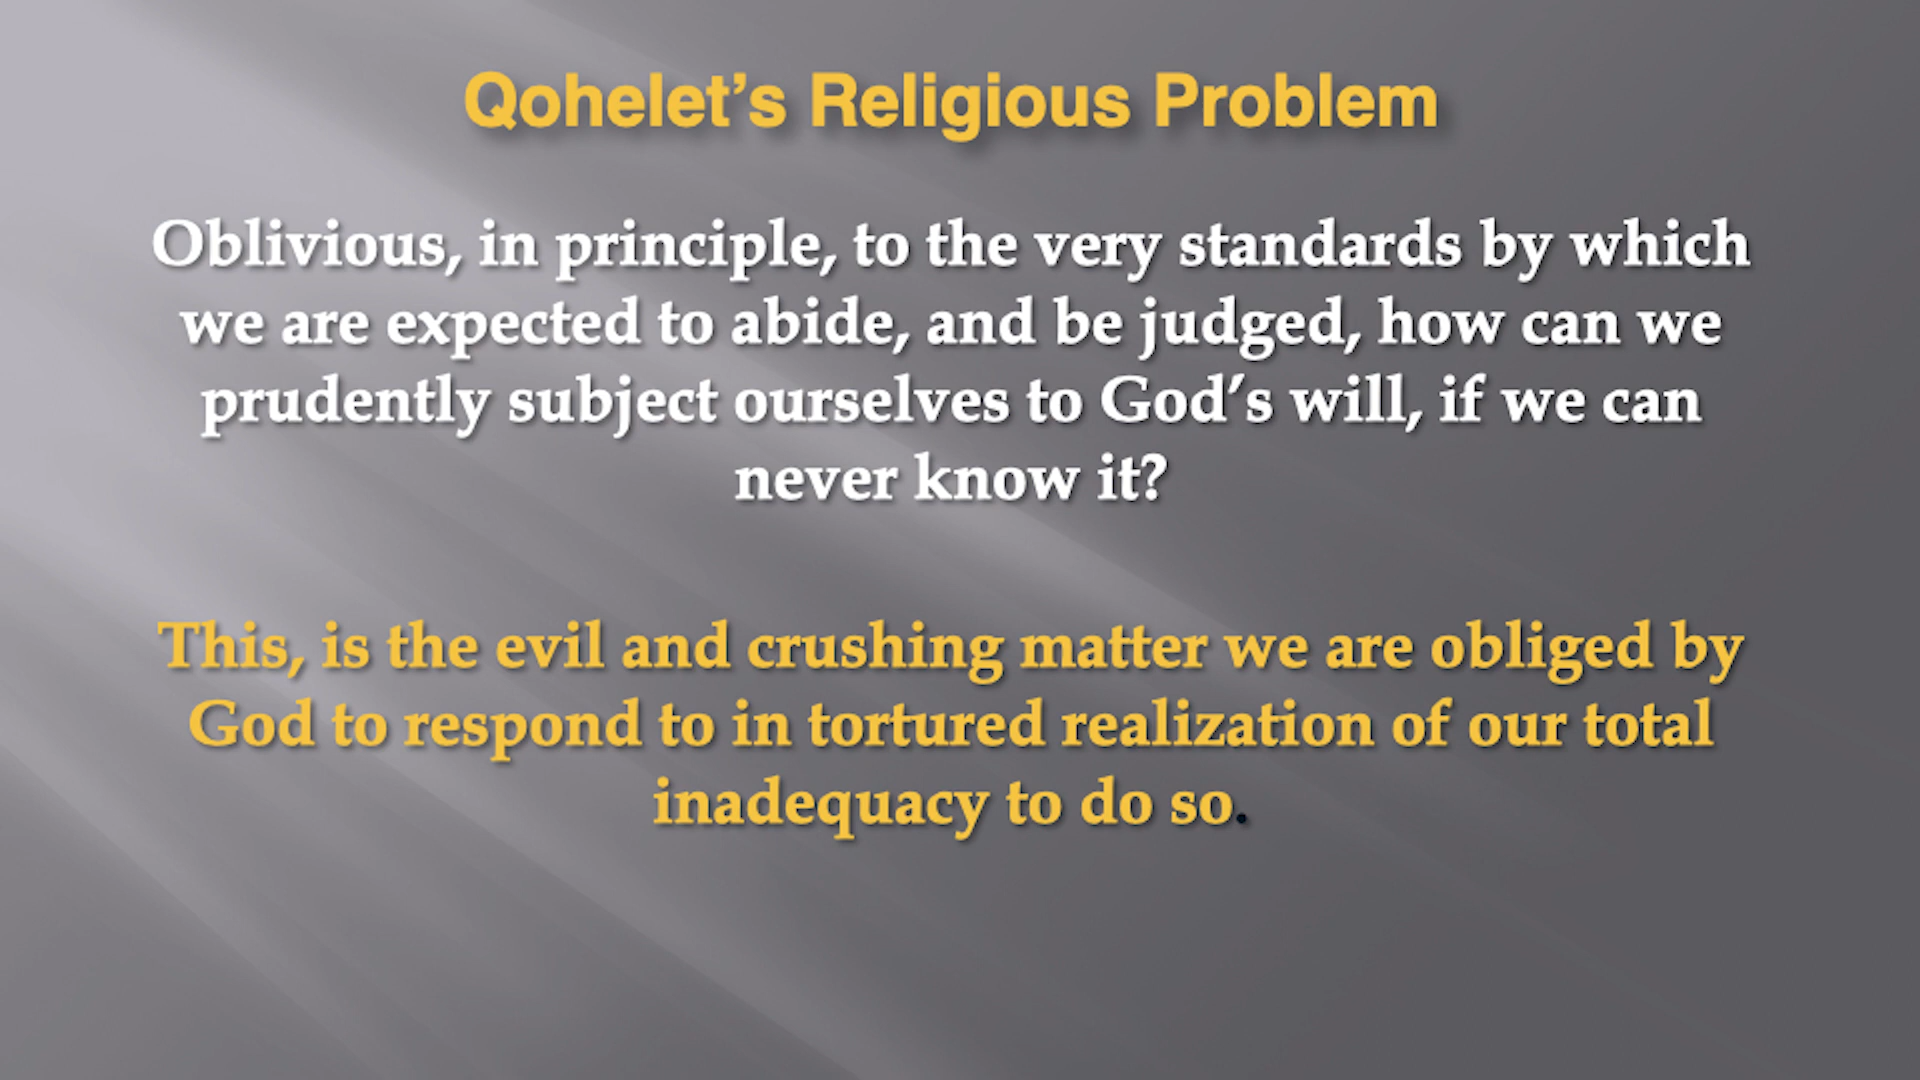 Qohelet’s Religious Problem
Oblivious, in principle, to the very standards by which
we are expected to abide, and be judged, how can we
prudently subject ourselves to God’s will, if we can
never know it?
This, is the evil and crushing matter we are obliged by
God to respond to in tortured realization of our total
inadequacy to do so.